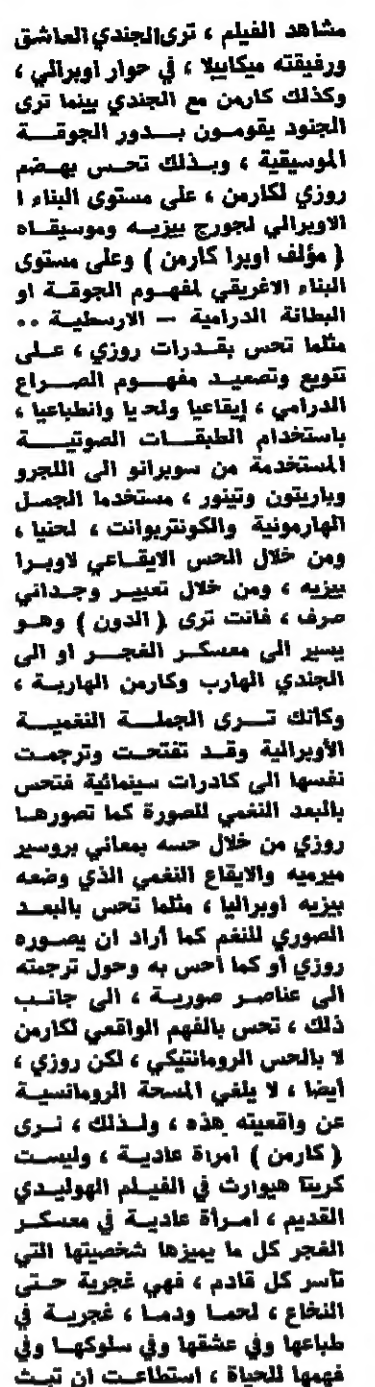 مشاهد الفيلم ، ترى الجندي العاشق
ورفيقته ميكاييلا ، في حوار اوبرالي ،
وكذلك كارمن مع الجندي بينما ترى
الجنود يقومون بدور الجوقة
الموسيقية ، وبذلك تحس بهضم
روزي لكارمن ، على مستوى البناء ا
الاوبرالي لجورج بيزيه وموسيقاه
( مؤلف اوبرا كارمن ) وعلى مستوى
البناء الاغريقي لمفهوم الجوقة او
البطانة الدرامية — الارسطية ..
مثلما تحس بقدرات روزي ، على
تنويع وتصعيد مفهوم الصراع
الدرامي ، إيقاعيا ولحديا وانطباعيا ،
باستخدام الطبقات الصوتية
المستخدمة من سوبرانو الى اللجرو
وباريتون وتينور ، مستخدما الجمل
الهارمونية والكونتربوانت ، لحنيا ،
ومن خلال الحس الايقاعي لاوبرا
بيزيه ، ومن خلال تعبير وجداني
صرف ، فانت ترى ( الدون ) وهو
يسير الى معسكر الفجر او الى
الجندي الهارب وكارمن الهاربة ،
وكأنك ترى الجملة النغمية
الأوبرالية وقد تفتحت وترجمت
نفسها الى كادرات سينمائية فتحس
بالبعد النغمي للصورة كما تصورها
روزي من خلال حسه بمعاني بروسير
ميرميه والايقاع النغمي الذي وضعه
بيزيه اوبراليا ، مثلما تحس بالبعد
الصوري للنغم كما أراد ان يصوره
روزي أو كما أحس به وحول ترجمته
الى عناصر صورية ، الى جانب
ذلك ، تحس بالفهم الواقعي لكارمن
لا بالحس الرومانتيكي ، لكن روزي ،
أيضا ، لا يلغي المسحة الرومانسية
عن واقعيته هذه ، ولذلك ، نرى
( كارمن ) امراة عادية ، وليست
كريتا هيوارث في الفيلم الهوليدي
القديم ، امرأة عادية في معسكر
الفجر كل ما يميزها شخصيتها التي
تأسر كل قادم ، فهي غجرية حتى
النخاع ، لحما ودما ، غجرية في
طباعها وفي عشقها وفي سلوكها وفي
فهمها للحياة ، استطاعت ان تبث